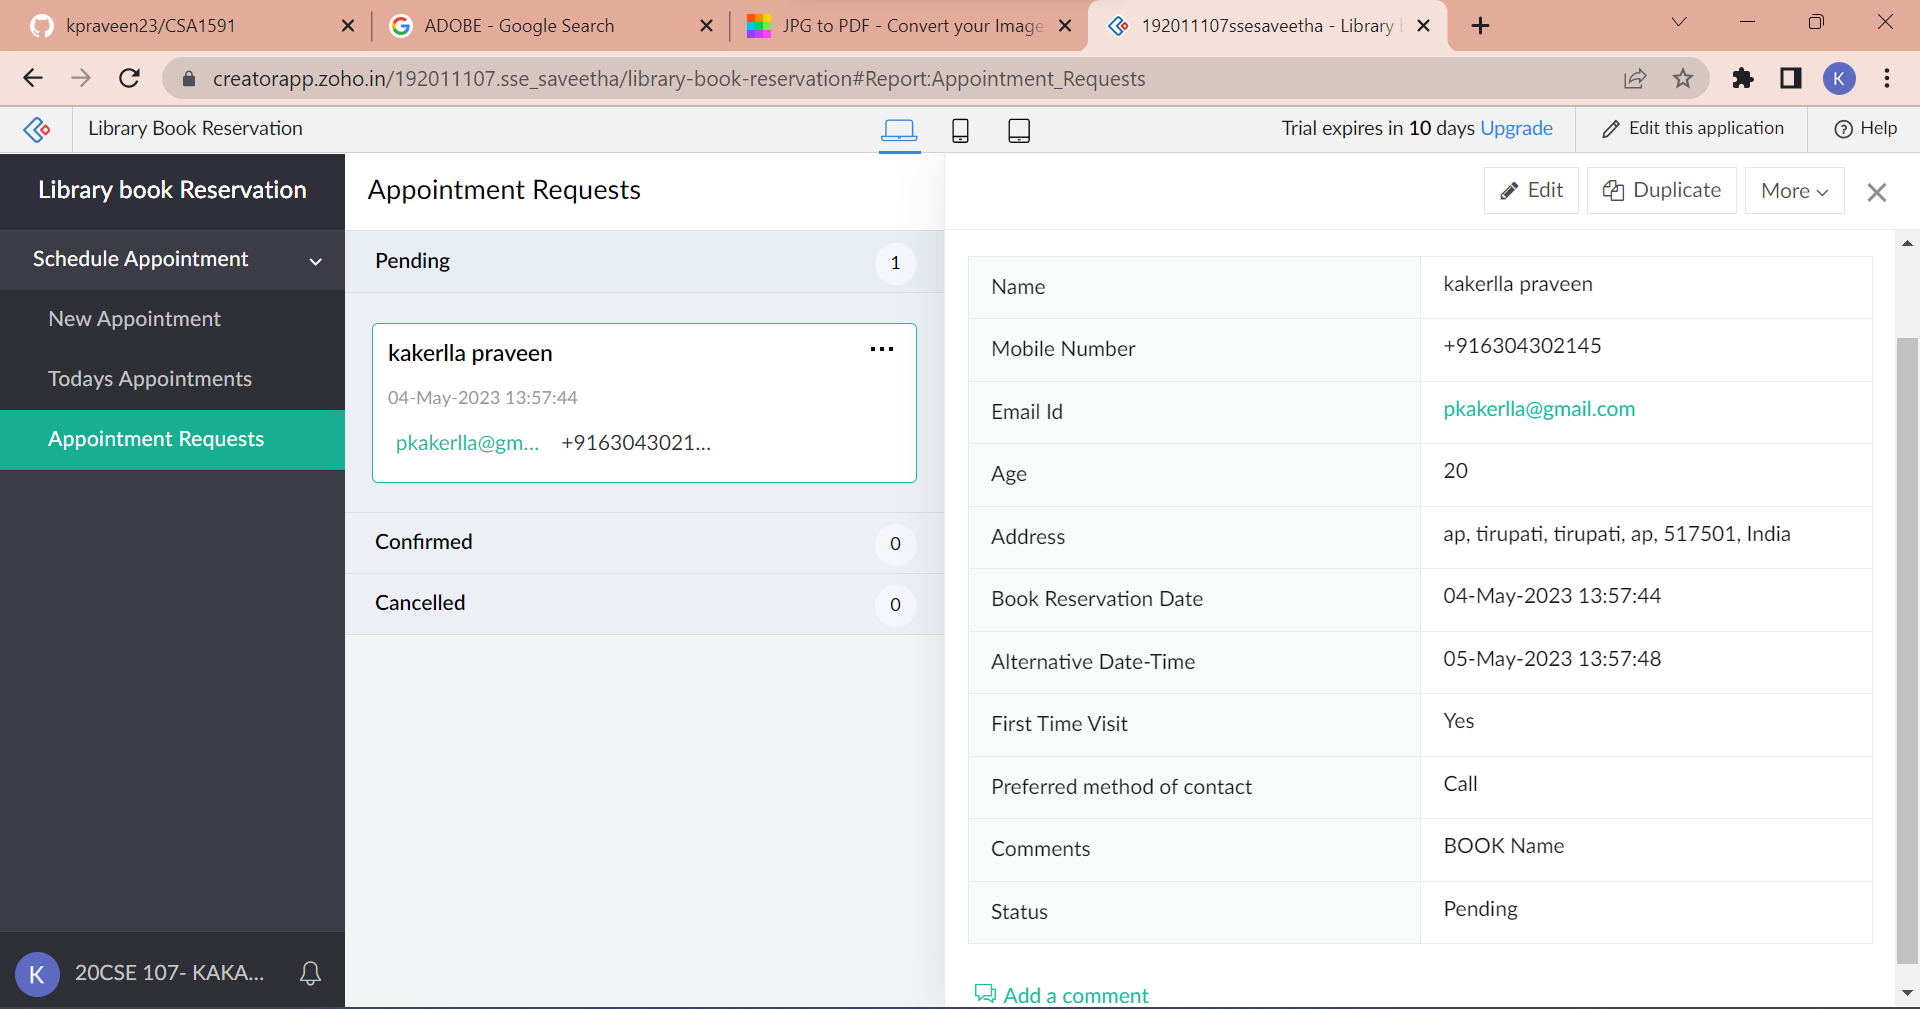 kpraveen23/CSA1591
ADOBE - Google Search
JPG to PDF - Convert your Image
192011107ssesaveetha - Library
creatorapp.zoho.in/192011107.sse_saveetha/library-book-reservation#Report:Appointment_Requests
K
Library Book Reservation
Trial expires in 10 days Upgrade
Edit this application
Help
Library book Reservation
Schedule Appointment
New Appointment
Todays Appointments
Appointment Requests
K
20CSE 107- KAKA...
Appointment Requests
Pending 1
kakerlla praveen
04-May-2023 13:57:44
pkakerlla@gm... +9163043021...
Confirmed 0
Cancelled 0
Edit
Duplicate
More
Name kakerlla praveen
Mobile Number +916304302145
Email Id pkakerlla@gmail.com
Age 20
Address ap, tirupati, tirupati, ap, 517501, India
Book Reservation Date 04-May-2023 13:57:44
Alternative Date-Time 05-May-2023 13:57:48
First Time Visit Yes
Preferred method of contact Call
Comments BOOK Name
Status Pending
Add a comment